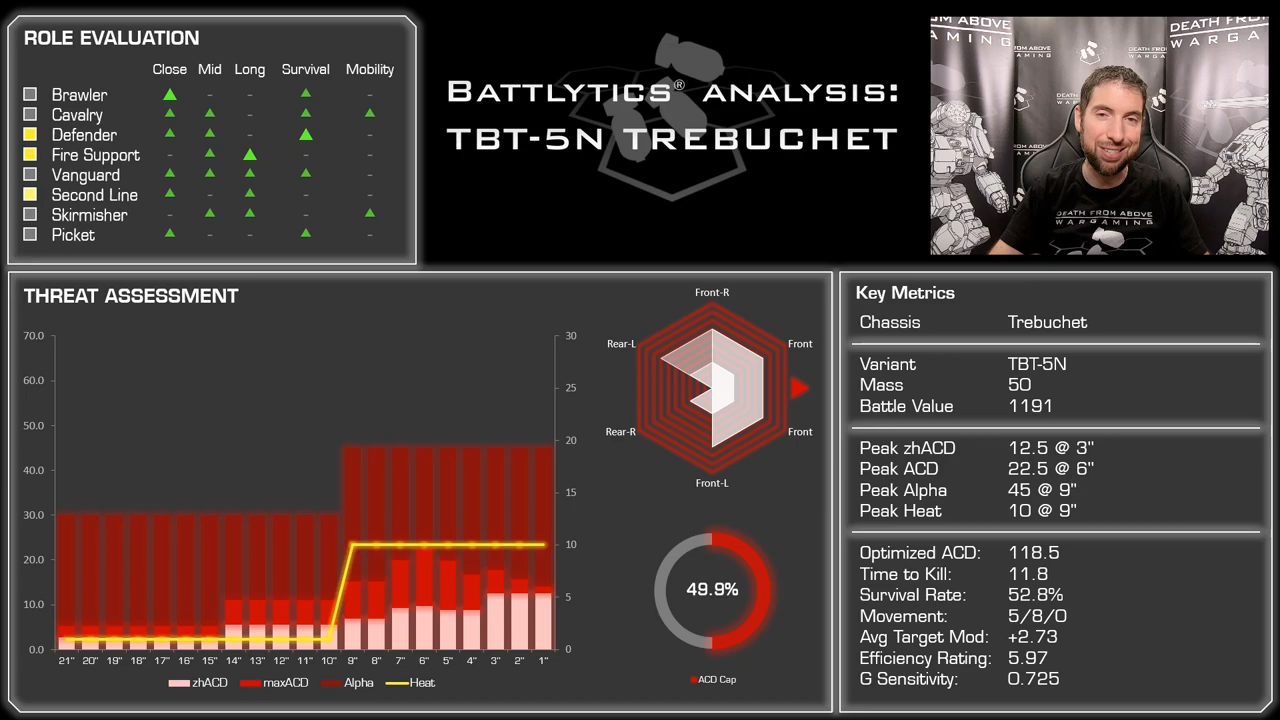 ROLE EVALUATION
Close Mid Long Survival Mobility
Brawler - - -
Cavalry -
Defender - -
Fire Support - - -
Vanguard -
Second Line - - -
Skirmisher - -
Picket - - -
BATTLYTICS® ANALYSIS:
TBT-5N TREBUCHET
DEATH FROM ABOVE
WARGAMING
THREAT ASSESSMENT
70.0
60.0
50.0
40.0
30.0
20.0
10.0
0.0
30
25
20
15
10
5
0
21" 20" 19" 18" 17" 16" 15" 14" 13" 12" 11" 10" 9" 8" 7" 6" 5" 4" 3" 2" 1"
zhACD maxACD Alpha Heat
Front-R
Rear-L Front
Rear-R Front
Front-L
49.9%
ACD Cap
Key Metrics
Chassis Trebuchet
Variant TBT-5N
Mass 50
Battle Value 1191
Peak zhACD 12.5 @ 3"
Peak ACD 22.5 @ 6"
Peak Alpha 45 @ 9"
Peak Heat 10 @ 9"
Optimized ACD: 118.5
Time to Kill: 11.8
Survival Rate: 52.8%
Movement: 5/8/0
Avg Target Mod: +2.73
Efficiency Rating: 5.97
G Sensitivity: 0.725